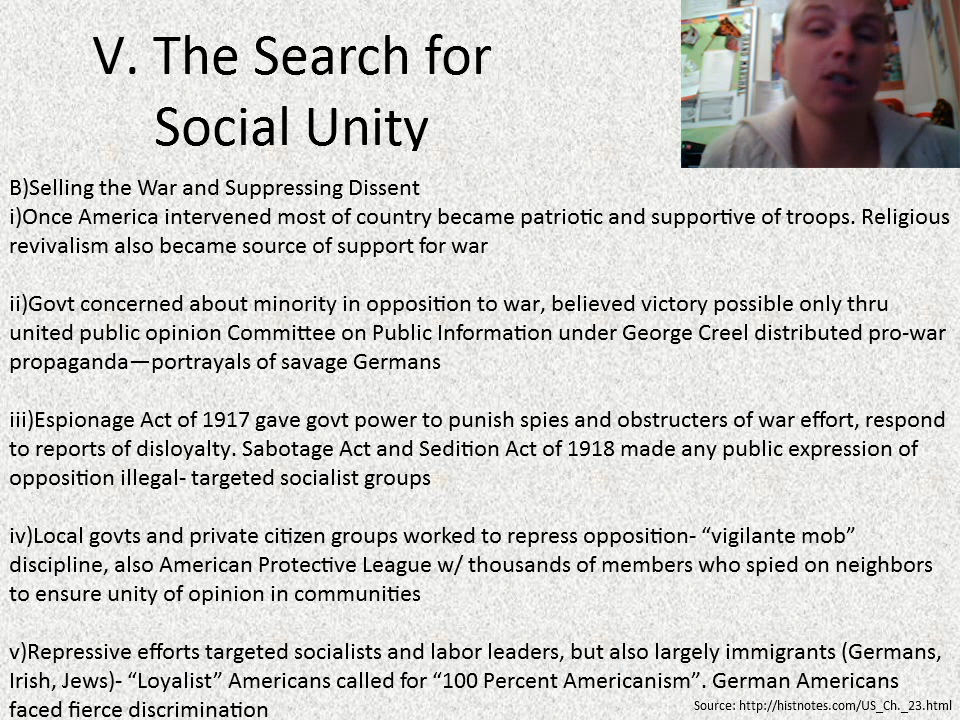 V. The Search for
Social Unity
B)Selling the War and Suppressing Dissent
i)Once America intervened most of country became patriotic and supportive of troops. Religious
revivalism also became source of support for war
ii)Govt concerned about minority in opposition to war, believed victory possible only thru
united public opinion Committee on Public Information under George Creel distributed pro-war
propaganda—portrayals of savage Germans
iii)Espionage Act of 1917 gave govt power to punish spies and obstructers of war effort, respond
to reports of disloyalty. Sabotage Act and Sedition Act of 1918 made any public expression of
opposition illegal- targeted socialist groups
iv)Local govts and private citizen groups worked to repress opposition- “vigilante mob”
discipline, also American Protective League w/ thousands of members who spied on neighbors
to ensure unity of opinion in communities
v)Repressive efforts targeted socialists and labor leaders, but also largely immigrants (Germans,
Irish, Jews)- “Loyalist” Americans called for “100 Percent Americanism”. German Americans
faced fierce discrimination
Source: http://histnotes.com/US_Ch._23.html